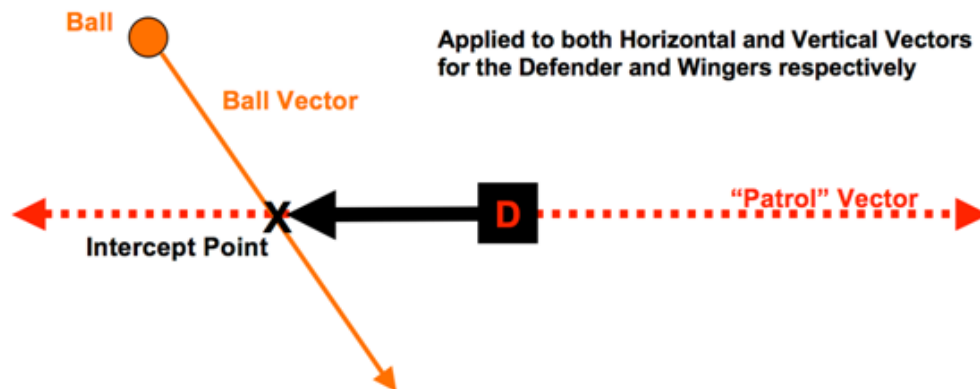 Ball
Applied to both Horizontal and Vertical Vectors
for the Defender and Wingers respectively
Ball Vector
“Patrol” Vector
D
X
Intercept Point